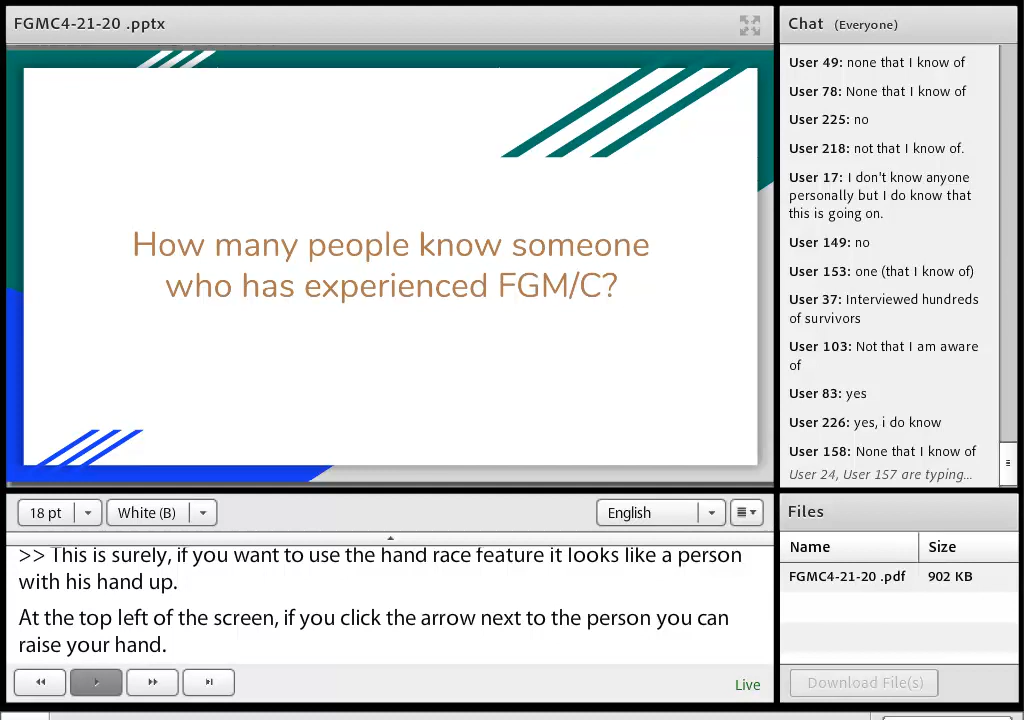 FGMC4-21-20 .pptx
How many people know someone
who has experienced FGM/C?
Chat (Everyone)
User 49: none that I know of
User 78: None that I know of
User 225: no
User 218: not that I know of.
User 17: I don't know anyone
personally but I do know that
this is going on.
User 149: no
User 153: one (that I know of)
User 37: Interviewed hundreds
of survivors
User 103: Not that I am aware
of
User 83: yes
User 226: yes, i do know
User 158: None that I know of
User 24, User 157 are typing...
18 pt
White (B)
English
>> This is surely, if you want to use the hand race feature it looks like a person
with his hand up.
At the top left of the screen, if you click the arrow next to the person you can
raise your hand.
Live
Files
Name Size
FGMC4-21-20 .pdf 902 KB
Download File(s)